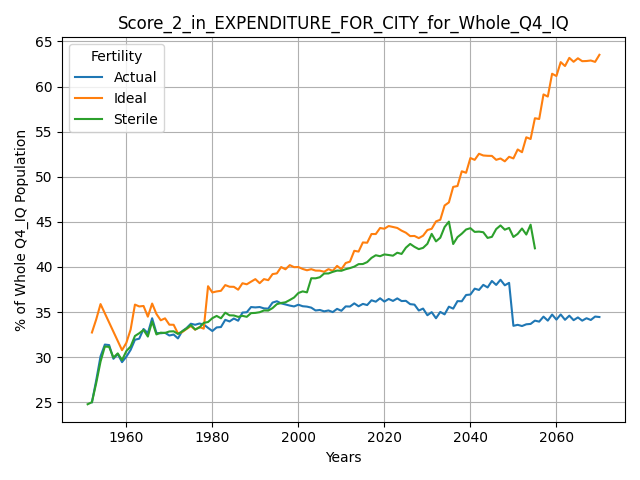 Score_2_in_EXPENDITURE_FOR_CITY_for_Whole_Q4_IQ
65
60
55
50
45
40
35
30
25
% of Whole Q4_IQ Population
Fertility
Actual
Ideal
Sterile
1960 1980 2000 2020 2040 2060
Years